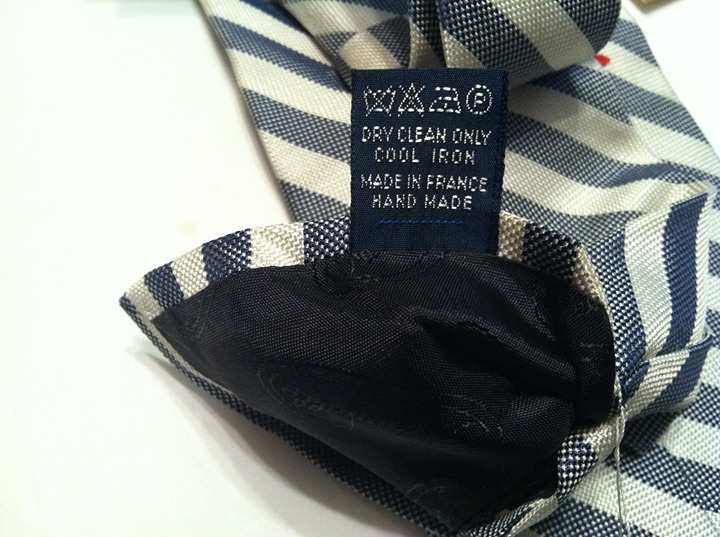 P
DRY CLEAN ONLY
COOL IRON
MADE IN FRANCE
HAND MADE